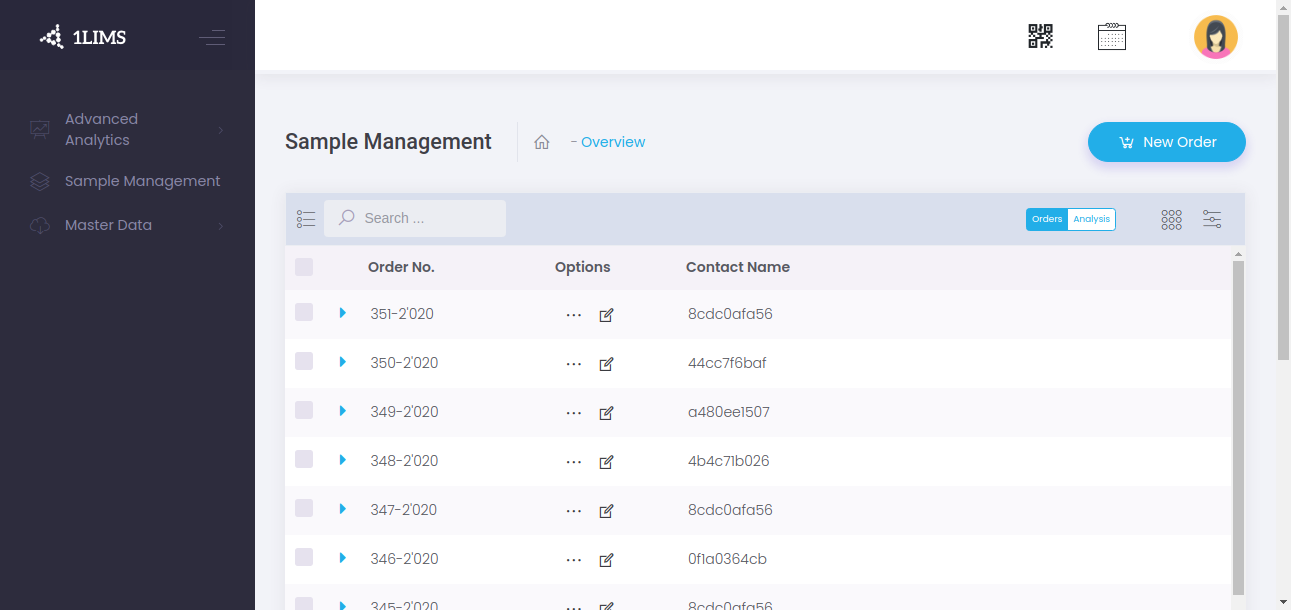 1LIMS
Advanced
Analytics
Sample Management
Master Data
Sample Management
- Overview
New Order
Search ...
Orders
Analysis
Order No.
Options
Contact Name
351-2'020
8cdc0afa56
350-2'020
44cc7f6baf
349-2'020
a480ee1507
348-2'020
4b4c71b026
347-2'020
8cdc0afa56
346-2'020
0f1a0364cb
345-2'020
8cdc0afa56